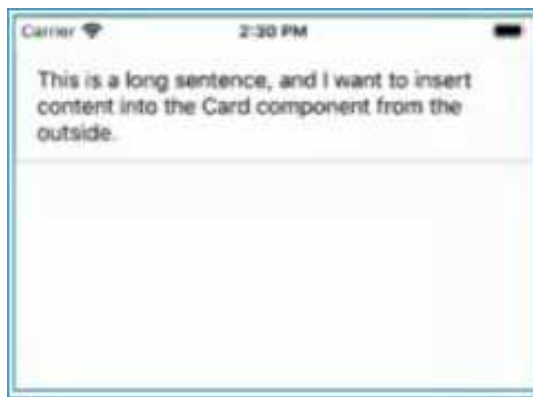 Carrier 2:30 PM
This is a long sentence, and I want to insert
content into the Card component from the
outside.